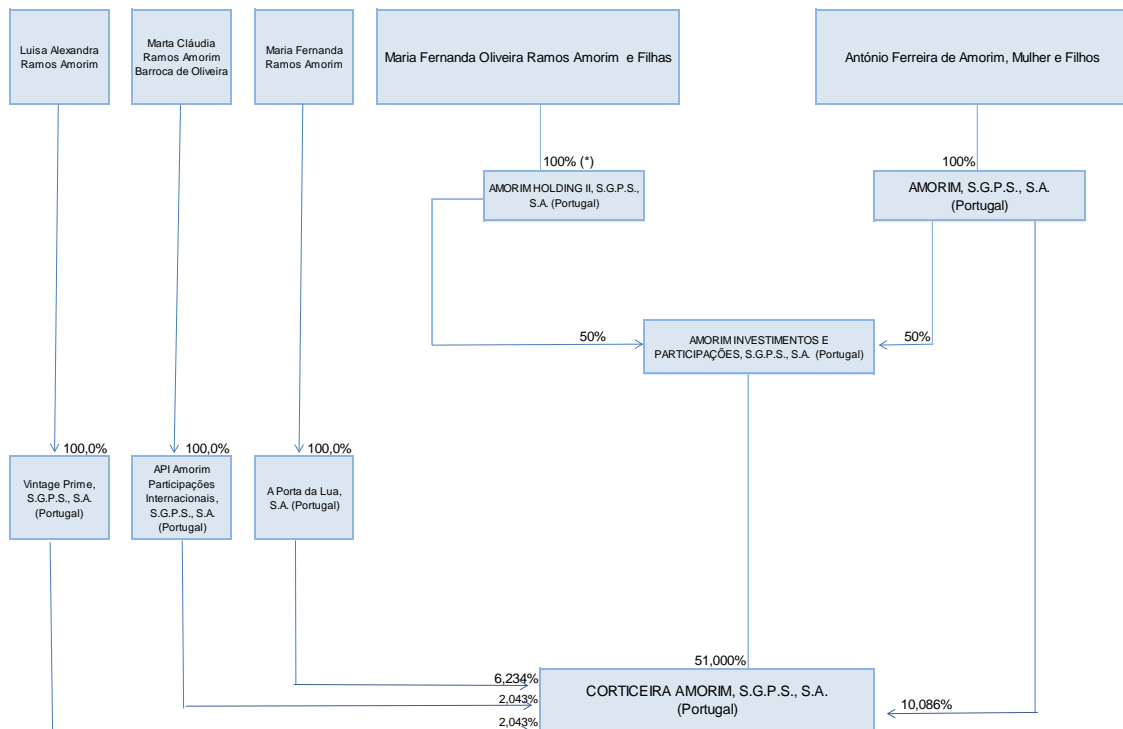 Luisa Alexandra
Ramos Amorim
Marta Cláudia
Ramos Amorim
Barroca de Oliveira
Maria Fernanda
Ramos Amorim
Maria Fernanda Oliveira Ramos Amorim e Filhas
António Ferreira de Amorim, Mulher e Filhos
100% (*)
100%
AMORIM HOLDING II, S.G.P.S.,
S.A. (Portugal)
AMORIM, S.G.P.S., S.A.
(Portugal)
50%
AMORIM INVESTIMENTOS E
PARTICIPAÇÕES, S.G.P.S., S.A. (Portugal)
50%
100,0%
100,0%
100,0%
Vintage Prime,
S.G.P.S., S.A.
(Portugal)
API Amorim
Participações
Internacionais,
S.G.P.S., S.A.
(Portugal)
A Porta da Lua,
S.A. (Portugal)
51,000%
6,234%
2,043%
2,043%
CORTICEIRA AMORIM, S.G.P.S., S.A.
(Portugal)
10,086%